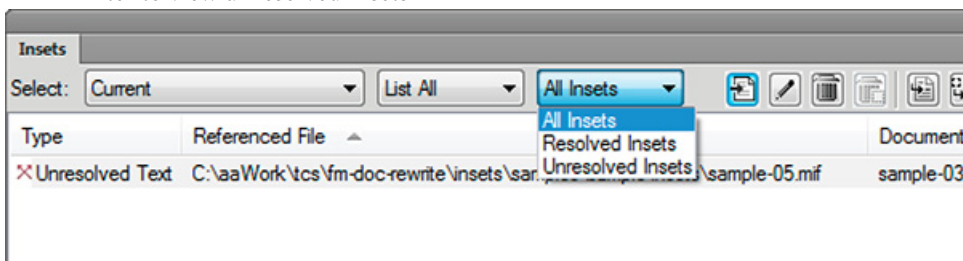 Insets
Select: Current List All All Insets
All Insets
Resolved Insets
Unresolved Insets
Type Referenced File Document
Unresolved Text C:\aaWork\tcs\fm-doc-rewrite\insets\ \sample-05.mif sample-03